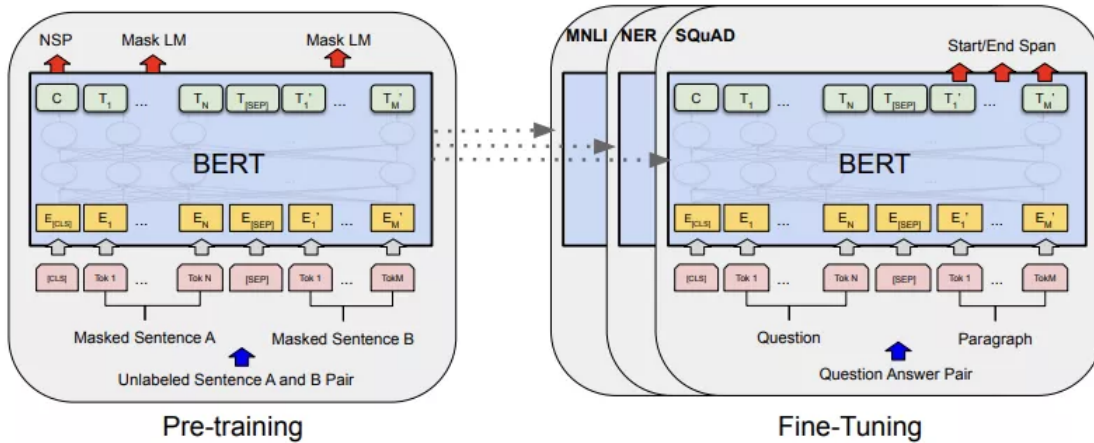 NSP Mask LM Mask LM
C T1 ... TN T[SEP] T1' ... TM'
BERT
E[CLS] E1 ... EN E[SEP] E1' ... EM'
[CLS] Tok 1 ... Tok N [SEP] Tok 1 ... TokM
Masked Sentence A Masked Sentence B
Unlabeled Sentence A and B Pair
Pre-training
MNLI NER SQuAD
Start/End Span
C T1 ... TN T[SEP] T1' ... TM'
BERT
E[CLS] E1 ... EN E[SEP] E1' ... EM'
[CLS] Tok 1 ... Tok N [SEP] Tok 1 ... TokM
Question Paragraph
Question Answer Pair
Fine-Tuning